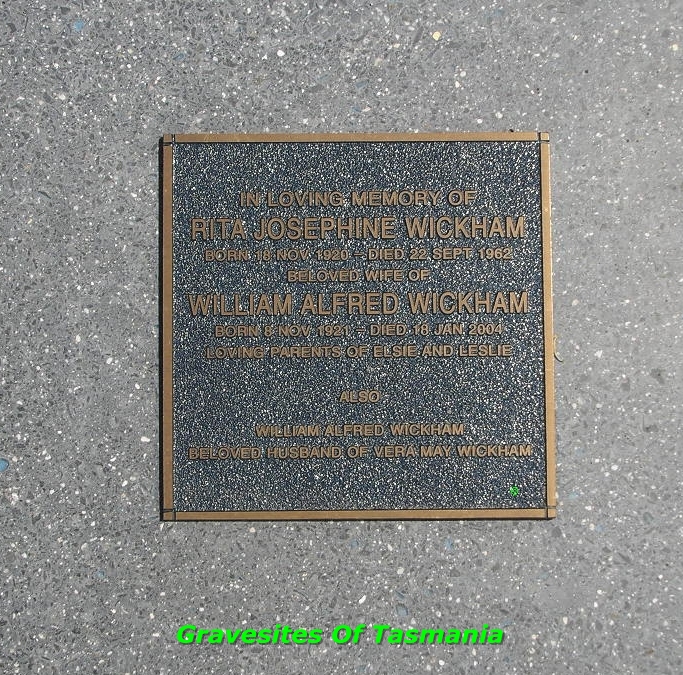 IN LOVING MEMORY OF
RITA JOSEPHINE WICKHAM
BORN 18 NOV 1920 – DIED 22 SEPT 1962
BELOVED WIFE OF
WILLIAM ALFRED WICKHAM
BORN 8 NOV 1921 – DIED 18 JAN 2004
LOVING PARENTS OF ELSIE AND LESLIE
ALSO
WILLIAM ALFRED WICKHAM
BELOVED HUSBAND OF VERA MAY WICKHAM
Gravesites Of Tasmania